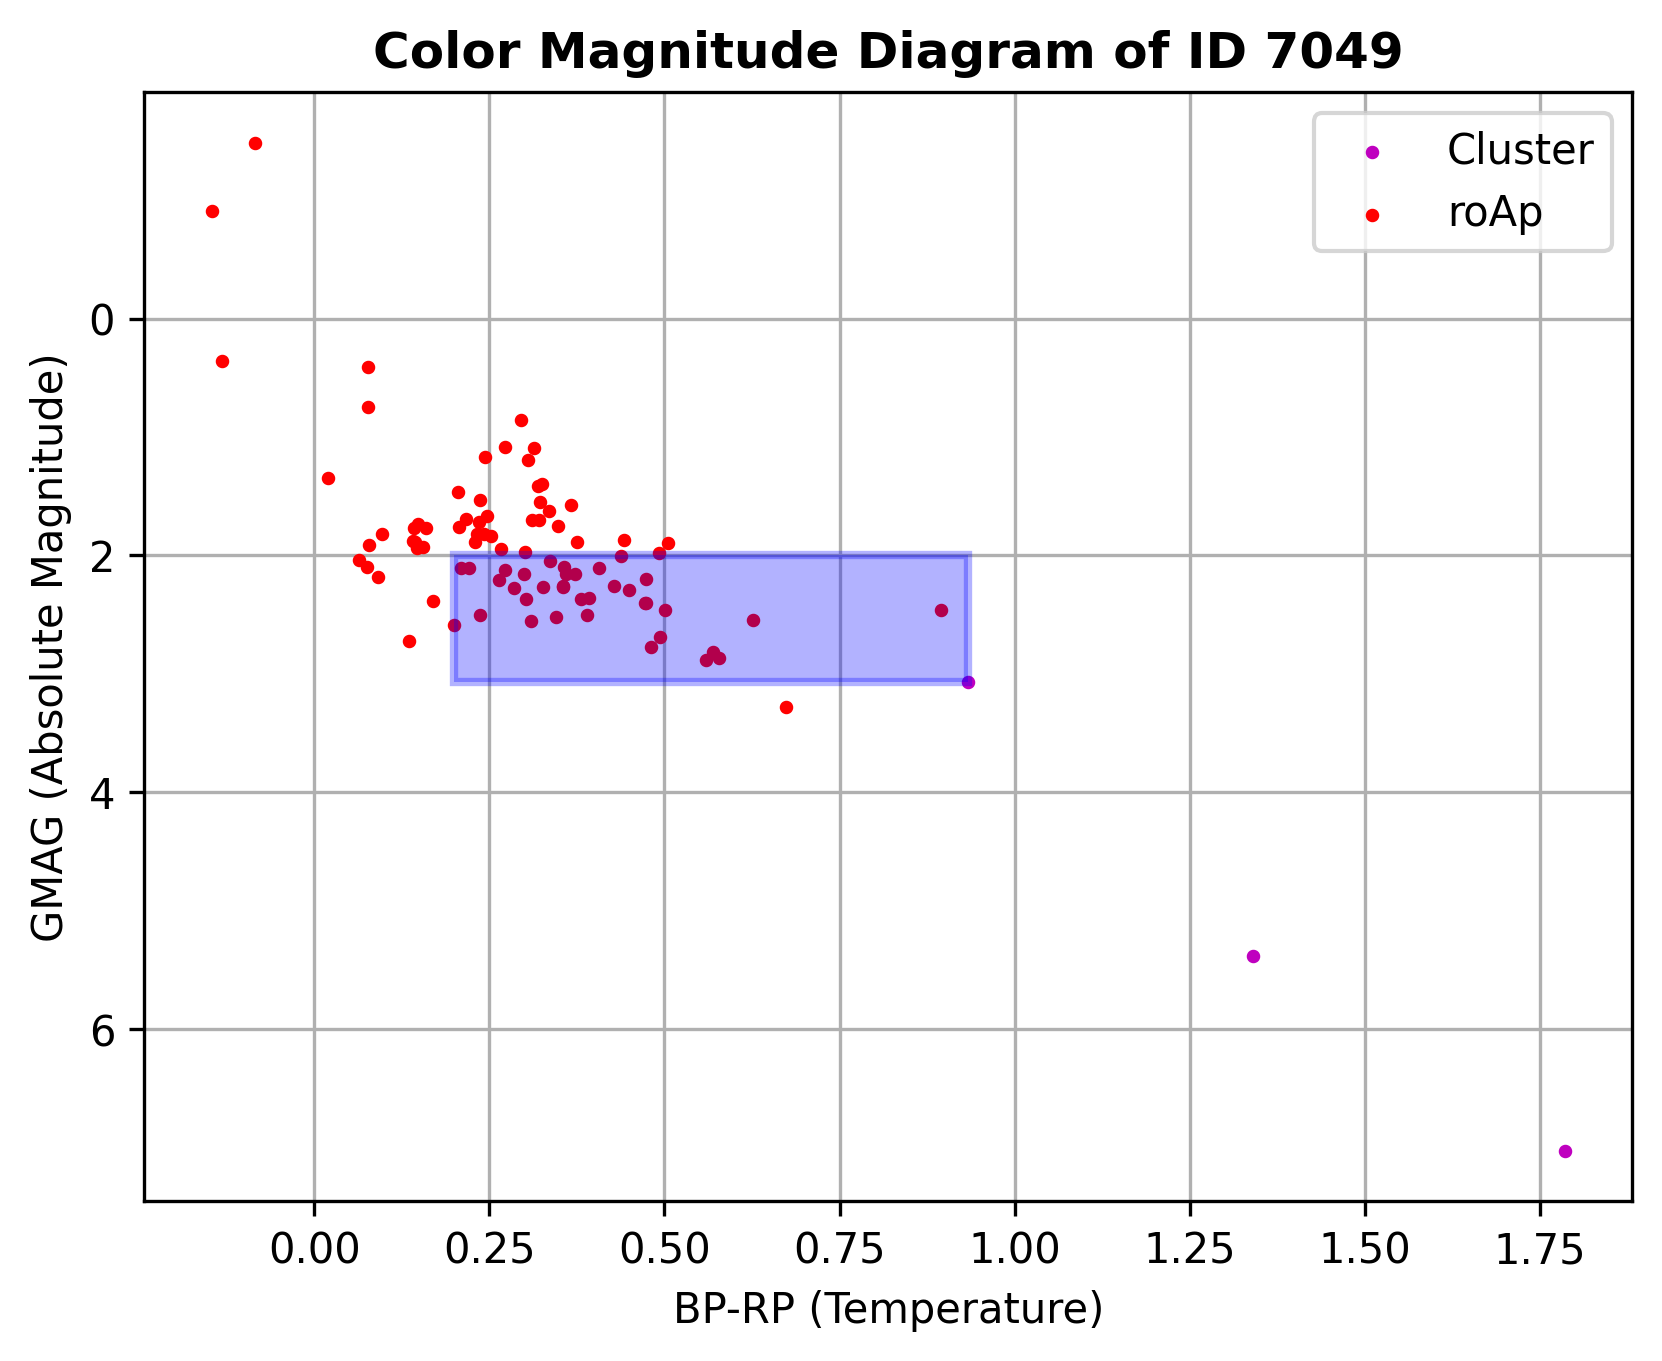 Color Magnitude Diagram of ID 7049
Cluster
roAp
GMAG (Absolute Magnitude)
0
2
4
6
0.00 0.25 0.50 0.75 1.00 1.25 1.50 1.75
BP-RP (Temperature)